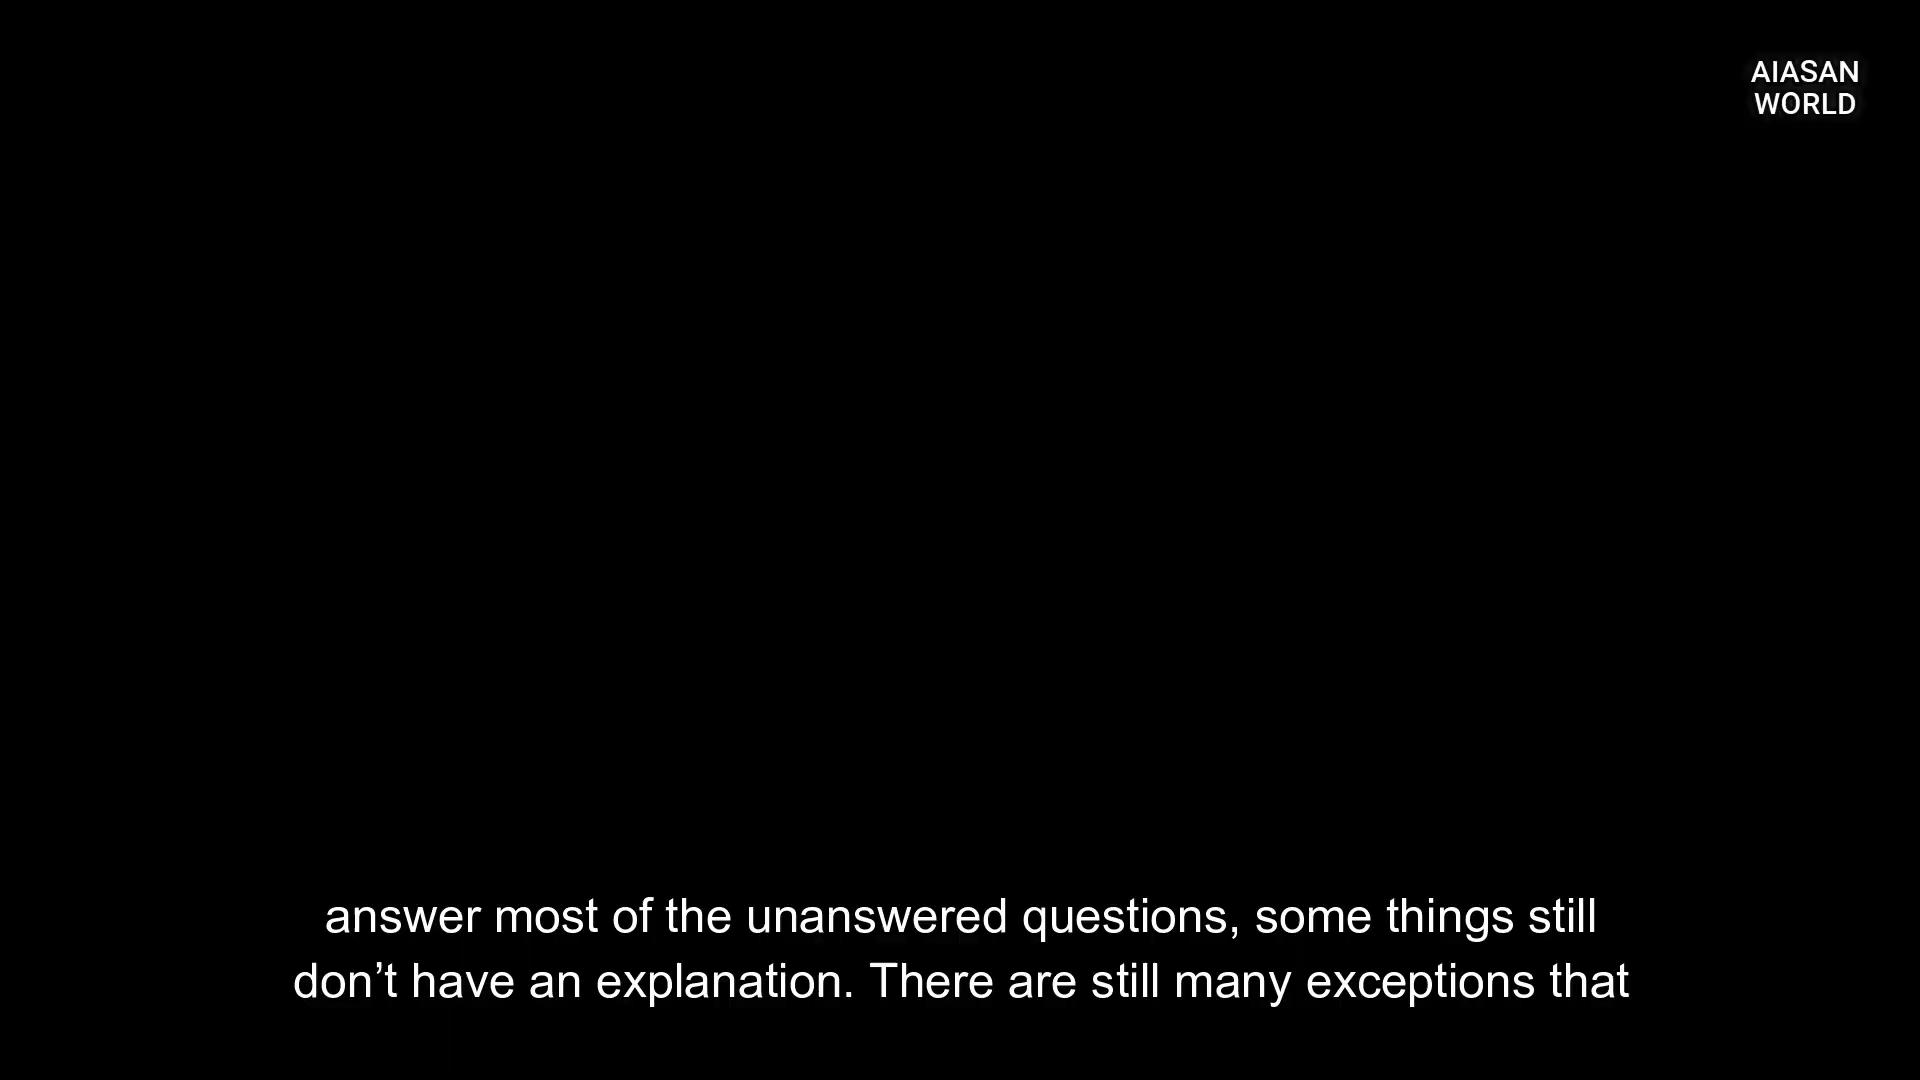 AIASAN
WORLD
answer most of the unanswered questions, some things still
don’t have an explanation. There are still many exceptions that